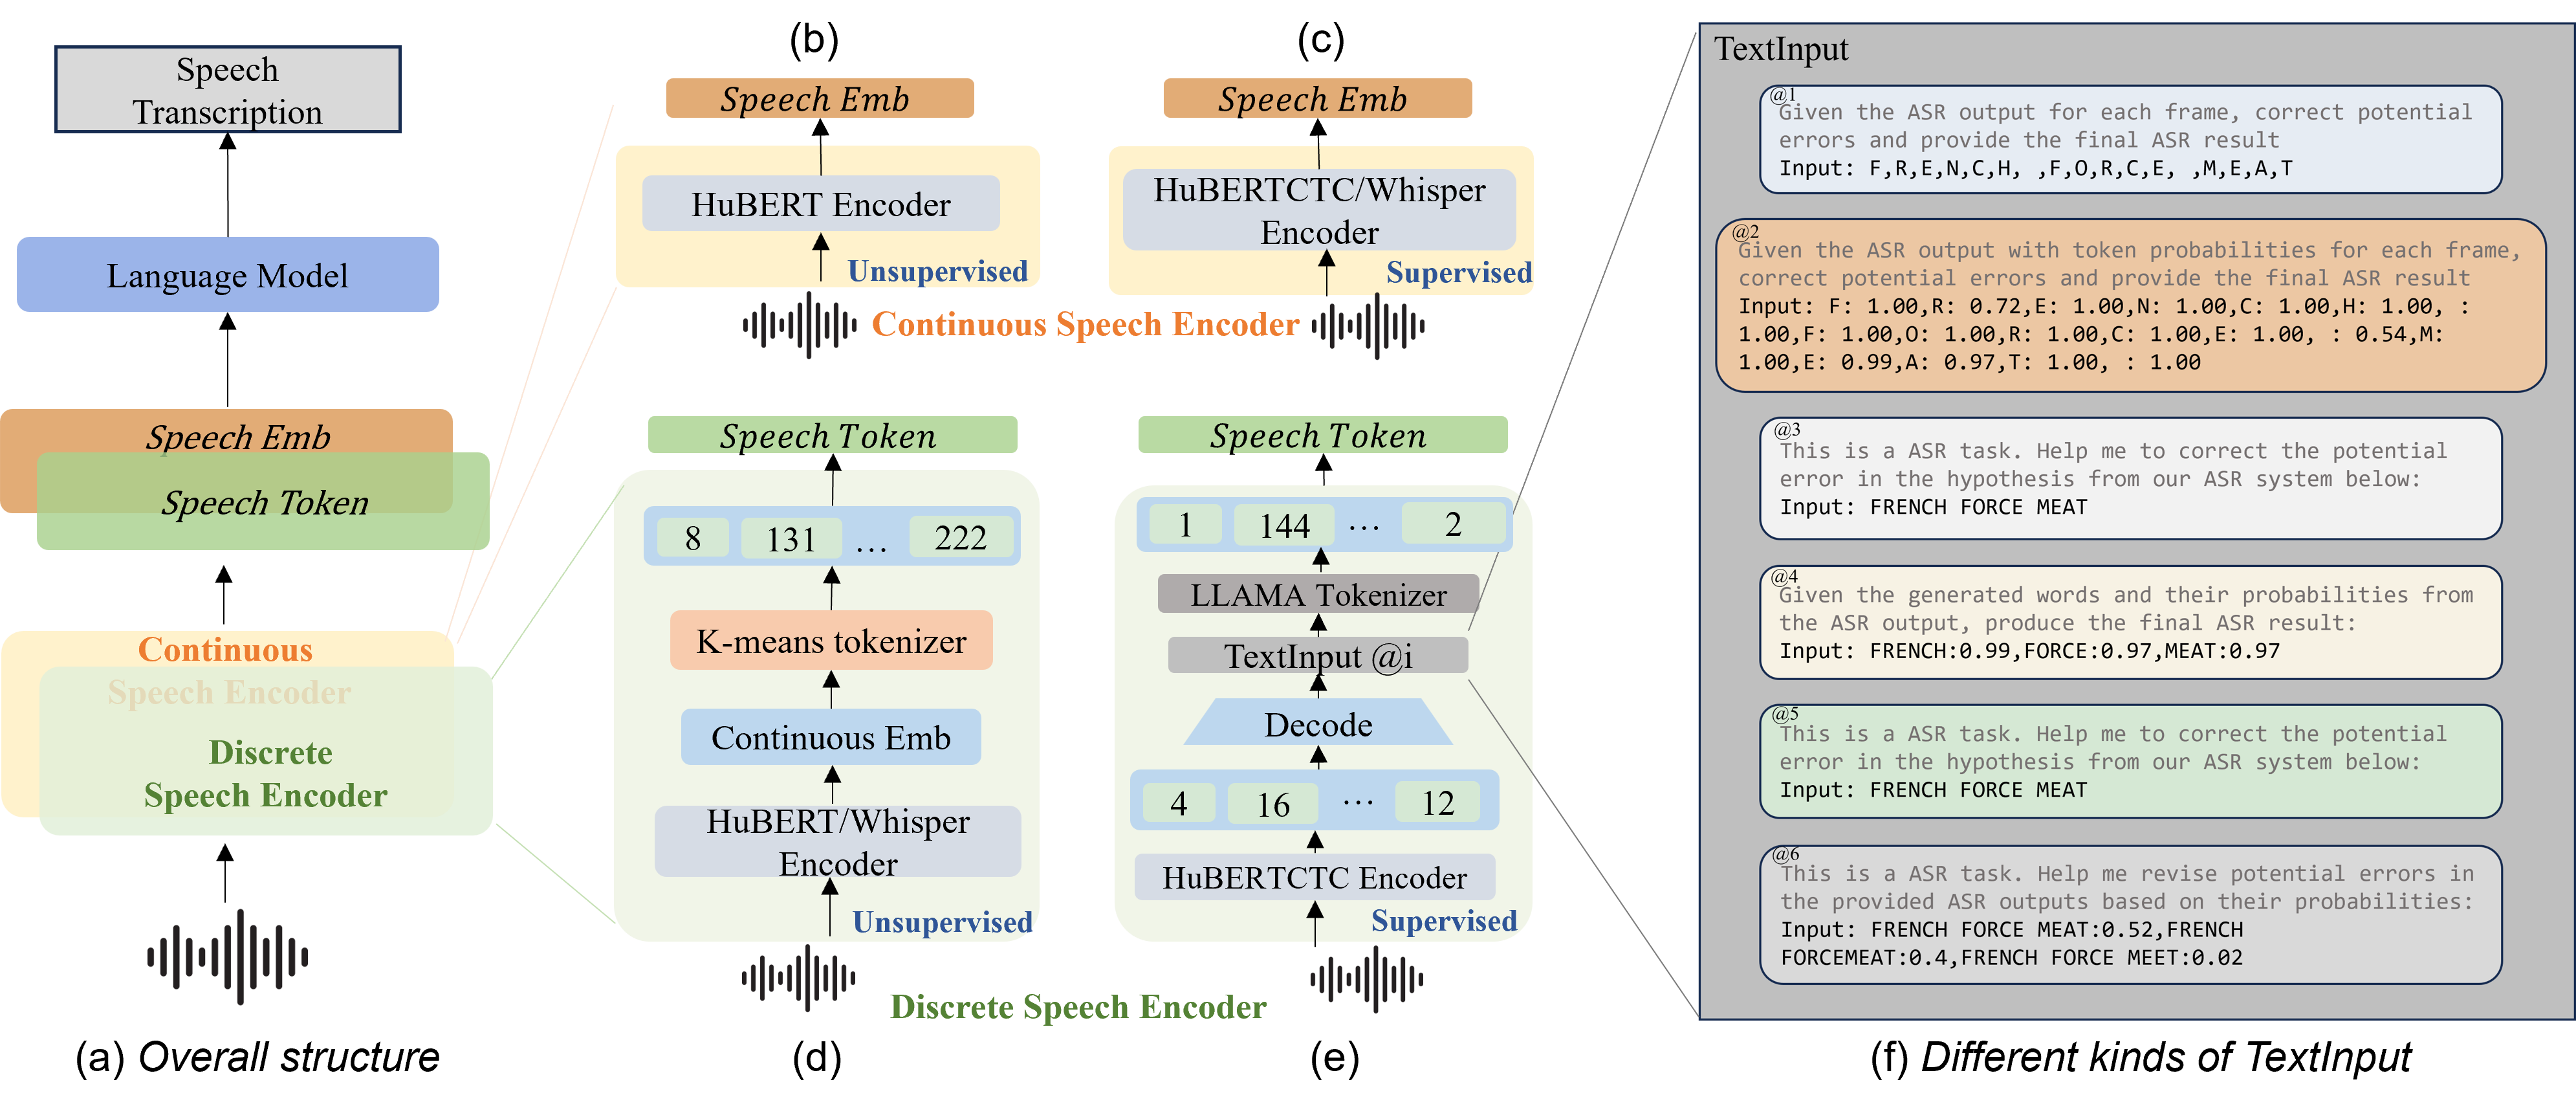 Speech
Transcription
Language Model
Speech Emb
Speech Token
Continuous
Speech Encoder
Discrete
Speech Encoder
(a) Overall structure
(b)
Speech Emb
HuBERT Encoder
Unsupervised
(c)
Speech Emb
HuBERTCTC/Whisper
Encoder
Supervised
Continuous Speech Encoder
Speech Token
8 131 ... 222
K-means tokenizer
Continuous Emb
HuBERT/Whisper
Encoder
Unsupervised
(d)
Speech Token
1 144 ... 2
LLAMA Tokenizer
TextInput @i
Decode
4 16 ... 12
HuBERTCTC Encoder
Supervised
Discrete Speech Encoder
(e)
TextInput
@1
Given the ASR output for each frame, correct potential
errors and provide the final ASR result
Input: F,R,E,N,C,H, ,F,O,R,C,E, ,M,E,A,T
@2
Given the ASR output with token probabilities for each frame,
correct potential errors and provide the final ASR result
Input: F: 1.00,R: 0.72,E: 1.00,N: 1.00,C: 1.00,H: 1.00, :
1.00,F: 1.00,O: 1.00,R: 1.00,C: 1.00,E: 1.00, : 0.54,M:
1.00,E: 0.99,A: 0.97,T: 1.00, : 1.00
@3
This is a ASR task. Help me to correct the potential
error in the hypothesis from our ASR system below:
Input: FRENCH FORCE MEAT
@4
Given the generated words and their probabilities from
the ASR output, produce the final ASR result:
Input: FRENCH:0.99,FORCE:0.97,MEAT:0.97
@5
This is a ASR task. Help me to correct the potential
error in the hypothesis from our ASR system below:
Input: FRENCH FORCE MEAT
@6
This is a ASR task. Help me revise potential errors in
the provided ASR outputs based on their probabilities:
Input: FRENCH FORCE MEAT:0.52,FRENCH
FORCEMEAT:0.4,FRENCH FORCE MEET:0.02
(f) Different kinds of TextInput